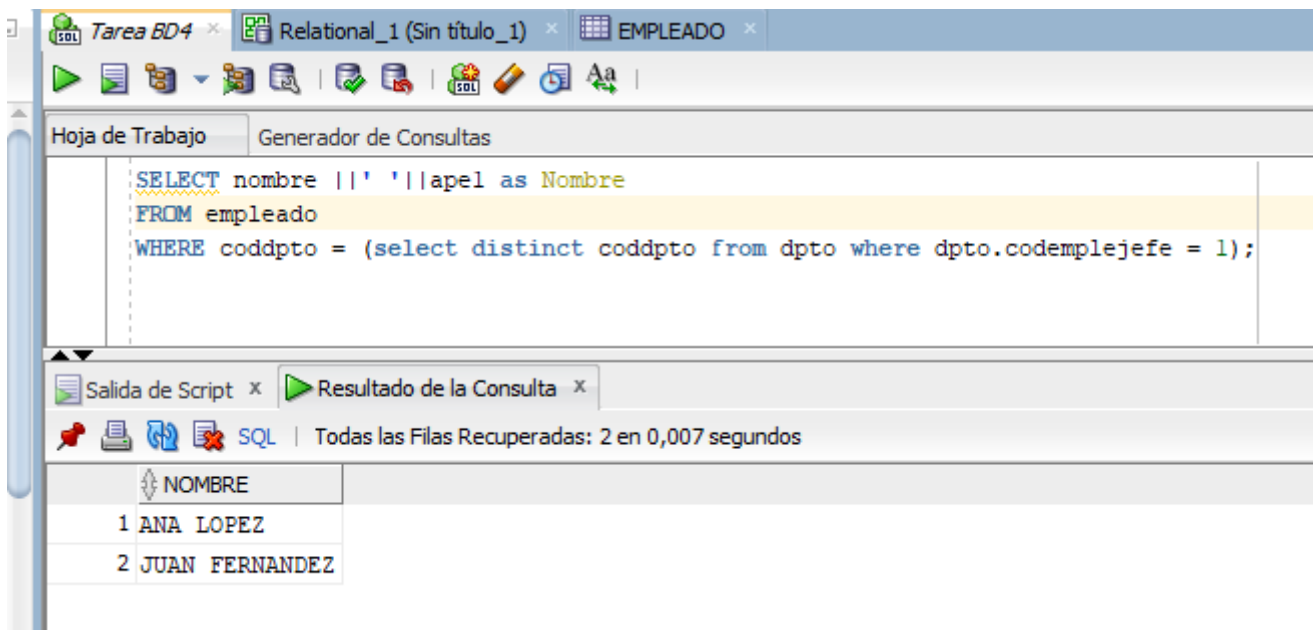 Tarea BD4 × Relational_1 (Sin título_1) × EMPLEADO ×
Hoja de Trabajo Generador de Consultas
SELECT nombre ||' '||apel as Nombre
FROM empleado
WHERE coddpto = (select distinct coddpto from dpto where dpto.codemplejefe = 1);
Salida de Script x Resultado de la Consulta x
SQL | Todas las Filas Recuperadas: 2 en 0,007 segundos
NOMBRE
1 ANA LOPEZ
2 JUAN FERNANDEZ